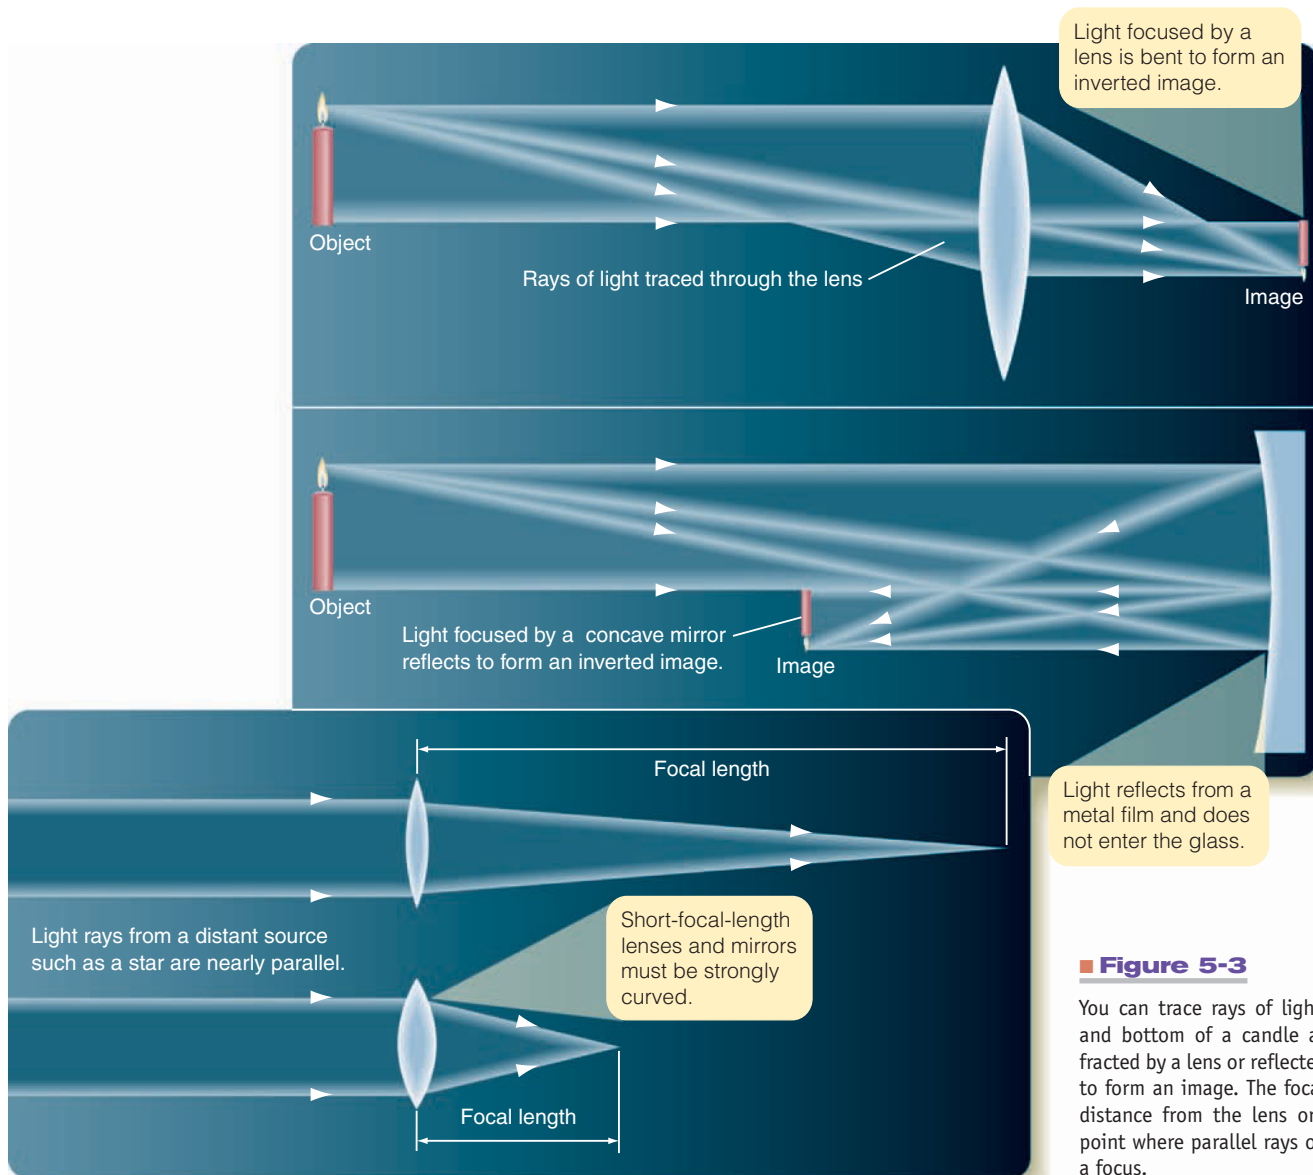 Light focused by a
lens is bent to form an
inverted image.
Object
Rays of light traced through the lens
Image
Object
Light focused by a concave mirror
reflects to form an inverted image.
Image
Light reflects from a
metal film and does
not enter the glass.
Focal length
Light rays from a distant source
such as a star are nearly parallel.
Short-focal-length
lenses and mirrors
must be strongly
curved.
Focal length
■ Figure 5-3
You can trace rays of light
and bottom of a candle a
fracted by a lens or reflecte
to form an image. The foca
distance from the lens or
point where parallel rays o
a focus.